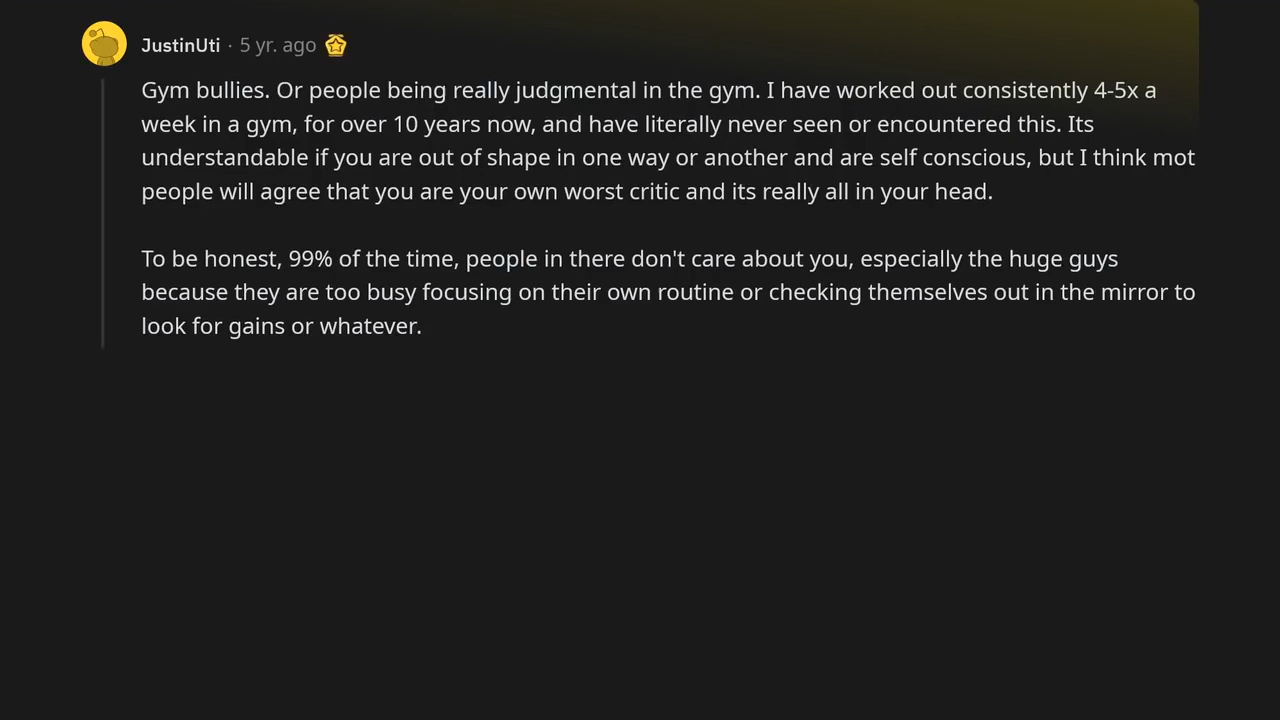 JustinUti · 5 yr. ago
Gym bullies. Or people being really judgmental in the gym. I have worked out consistently 4-5x a
week in a gym, for over 10 years now, and have literally never seen or encountered this. Its
understandable if you are out of shape in one way or another and are self conscious, but I think mot
people will agree that you are your own worst critic and its really all in your head.
To be honest, 99% of the time, people in there don't care about you, especially the huge guys
because they are too busy focusing on their own routine or checking themselves out in the mirror to
look for gains or whatever.